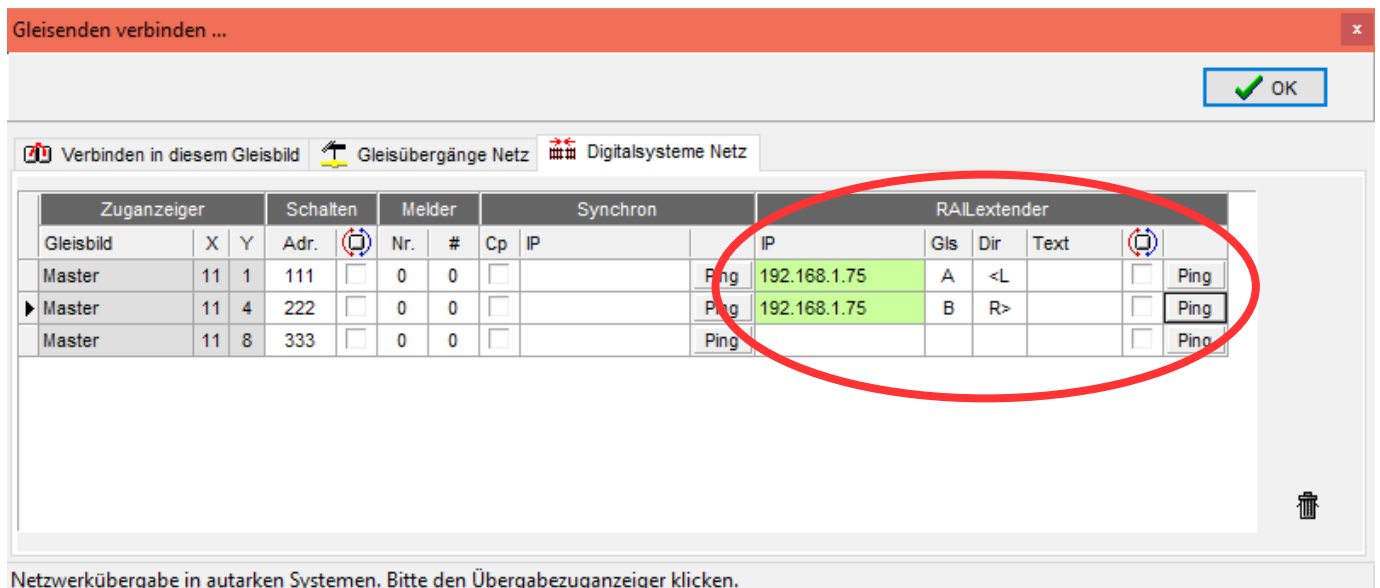 Gleisenden verbinden ...
x
OK
Verbinden in diesem Gleisbild Gleisübergänge Netz Digitalsysteme Netz
Zuganzeiger Schalten Melder Synchron RAILextender
Gleisbild X Y Adr. Nr. # Cp IP IP Gls Dir Text
Master 11 1 111 0 0 Ping 192.168.1.75 A <L Ping
Master 11 4 222 0 0 Ping 192.168.1.75 B R> Ping
Master 11 8 333 0 0 Ping Ping
Netzwerkübergabe in autarken Systemen. Bitte den Übergabezuganzeiger klicken.